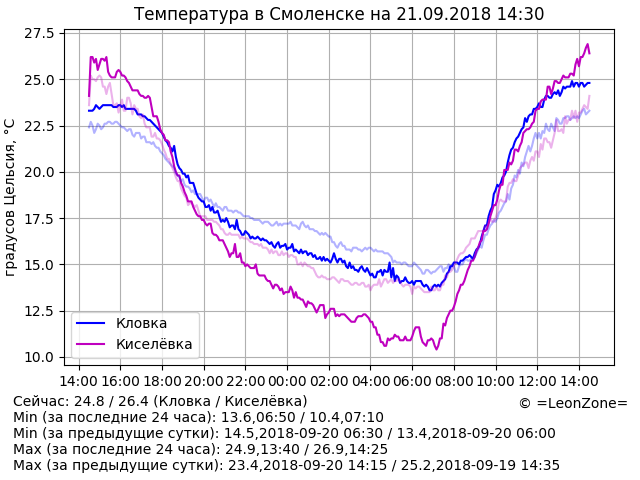 Температура в Смоленске на 21.09.2018 14:30
градусов Цельсия, °C
27.5
25.0
22.5
20.0
17.5
15.0
12.5
10.0
Кловка
Киселёвка
14:00 16:00 18:00 20:00 22:00 00:00 02:00 04:00 06:00 08:00 10:00 12:00 14:00
Сейчас: 24.8 / 26.4 (Кловка / Киселёвка)
© =LeonZone=
Min (за последние 24 часа): 13.6,06:50 / 10.4,07:10
Min (за предыдущие сутки): 14.5,2018-09-20 06:30 / 13.4,2018-09-20 06:00
Max (за последние 24 часа): 24.9,13:40 / 26.9,14:25
Max (за предыдущие сутки): 23.4,2018-09-20 14:15 / 25.2,2018-09-19 14:35